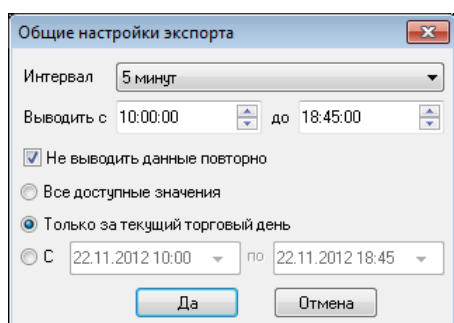 Общие настройки экспорта
Интервал 5 минут
Выводить с 10:00:00 до 18:45:00
Не выводить данные повторно
Все доступные значения
Только за текущий торговый день
С 22.11.2012 10:00 по 22.11.2012 18:45
Да Отмена